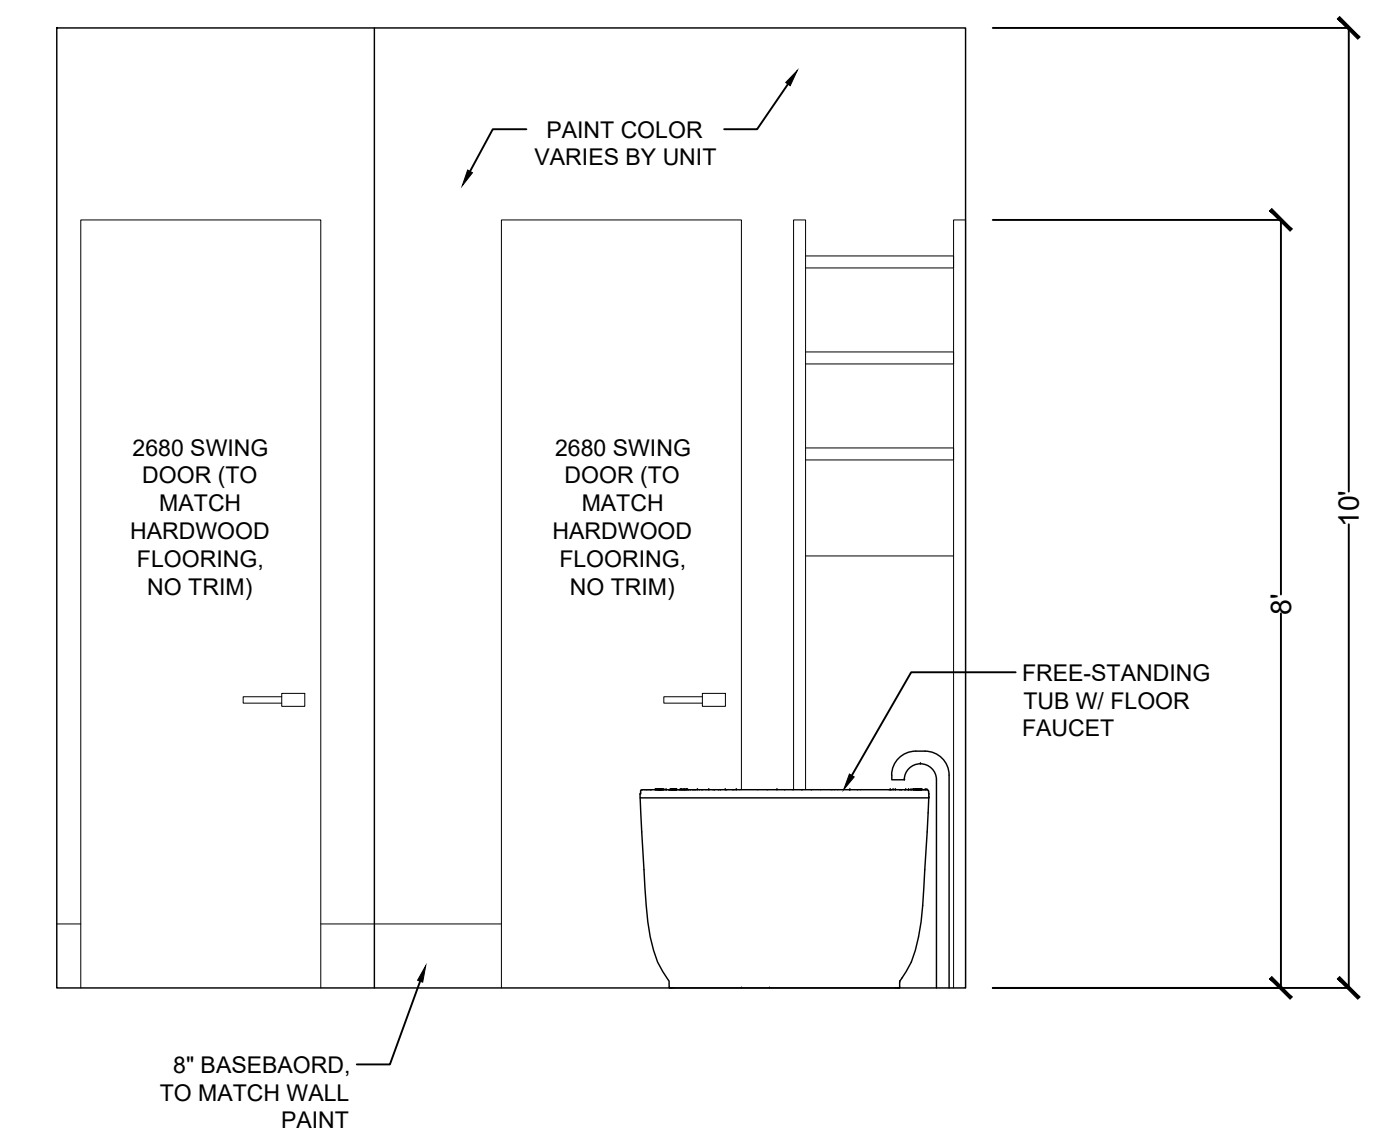 PAINT COLOR
VARIES BY UNIT
2680 SWING
DOOR (TO
MATCH
HARDWOOD
FLOORING,
NO TRIM)
2680 SWING
DOOR (TO
MATCH
HARDWOOD
FLOORING,
NO TRIM)
10'
8'
FREE-STANDING
TUB W/ FLOOR
FAUCET
8" BASEBAORD,
TO MATCH WALL
PAINT